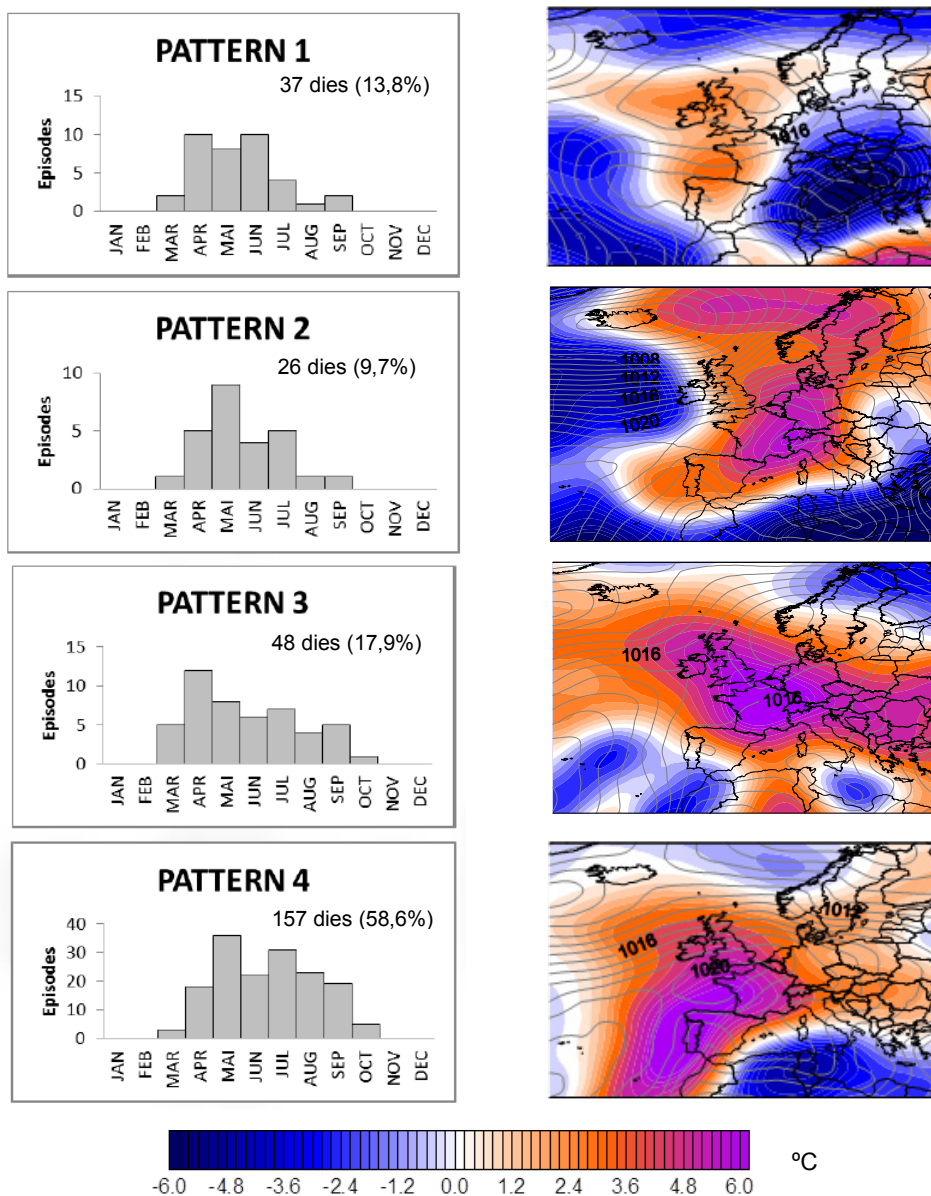 PATTERN 1
37 dies (13,8%)
15
10
5
0
Episodes
JAN FEB MAR APR MAI JUN JUL AUG SEP OCT NOV DEC
1016
PATTERN 2
26 dies (9,7%)
10
5
0
Episodes
JAN FEB MAR APR MAI JUN JUL AUG SEP OCT NOV DEC
1008
1012
1016
1020
PATTERN 3
48 dies (17,9%)
15
10
5
0
Episodes
JAN FEB MAR APR MAI JUN JUL AUG SEP OCT NOV DEC
1016
1016
PATTERN 4
157 dies (58,6%)
40
30
20
10
0
Episodes
JAN FEB MAR APR MAI JUN JUL AUG SEP OCT NOV DEC
1012
1016
1020
ºC
-6.0 -4.8 -3.6 -2.4 -1.2 0.0 1.2 2.4 3.6 4.8 6.0